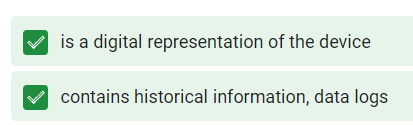 is a digital representation of the device
contains historical information, data logs